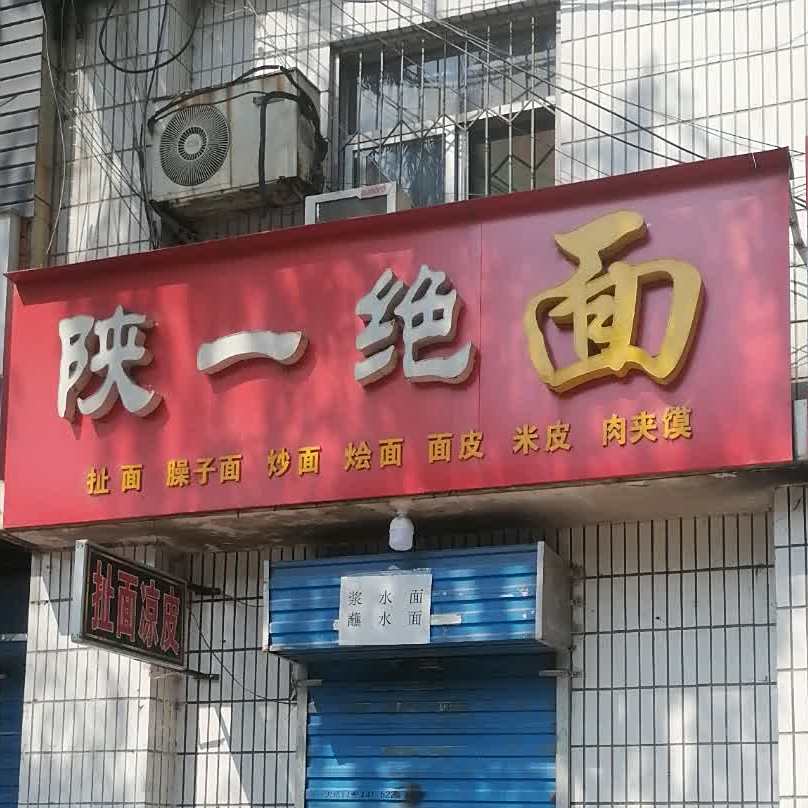 陕一绝面
扯面 臊子面 炒面 烩面 面皮 米皮 肉夹馍
扯面凉皮
浆水面
蘸水面